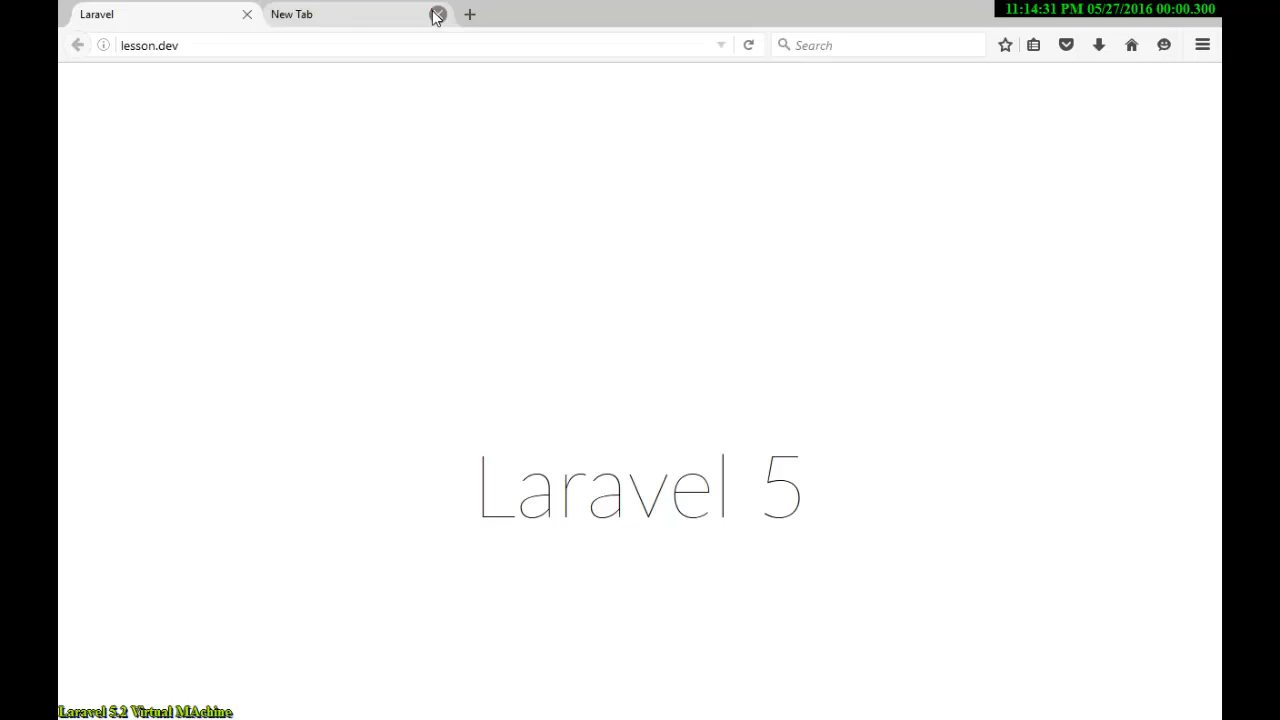 Laravel
New Tab
11:14:31 PM 05/27/2016 00:00.300
lesson.dev
Search
Laravel 5
Laravel 5.2 Virtual MAchine